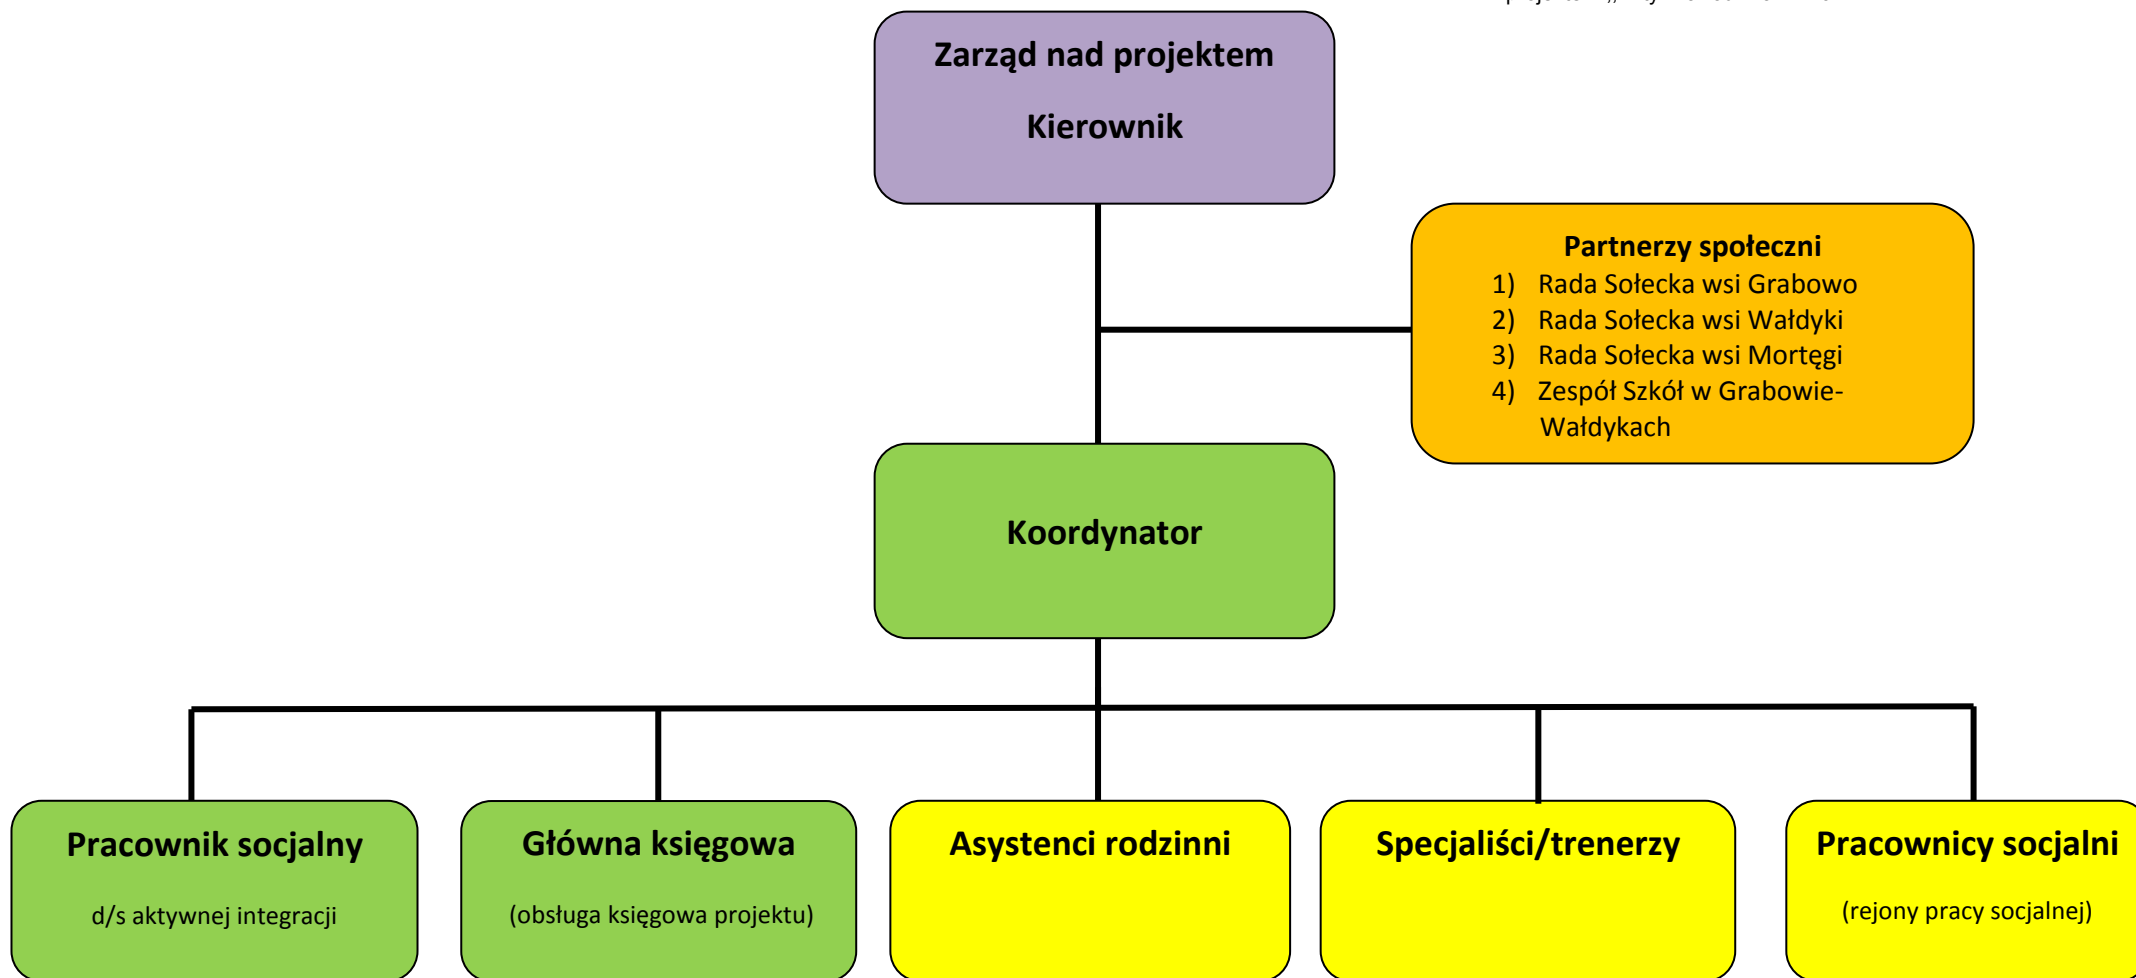 Zarząd nad projektem
Kierownik
Partnerzy społeczni
1) Rada Sołecka wsi Grabowo
2) Rada Sołecka wsi Wałdyki
3) Rada Sołecka wsi Mortęgi
4) Zespół Szkół w Grabowie-
Wałdykach
Koordynator
Pracownik socjalny
d/s aktywnej integracji
Główna księgowa
(obsługa księgowa projektu)
Asystenci rodzinni
Specjaliści/trenerzy
Pracownicy socjalni
(rejony pracy socjalnej)